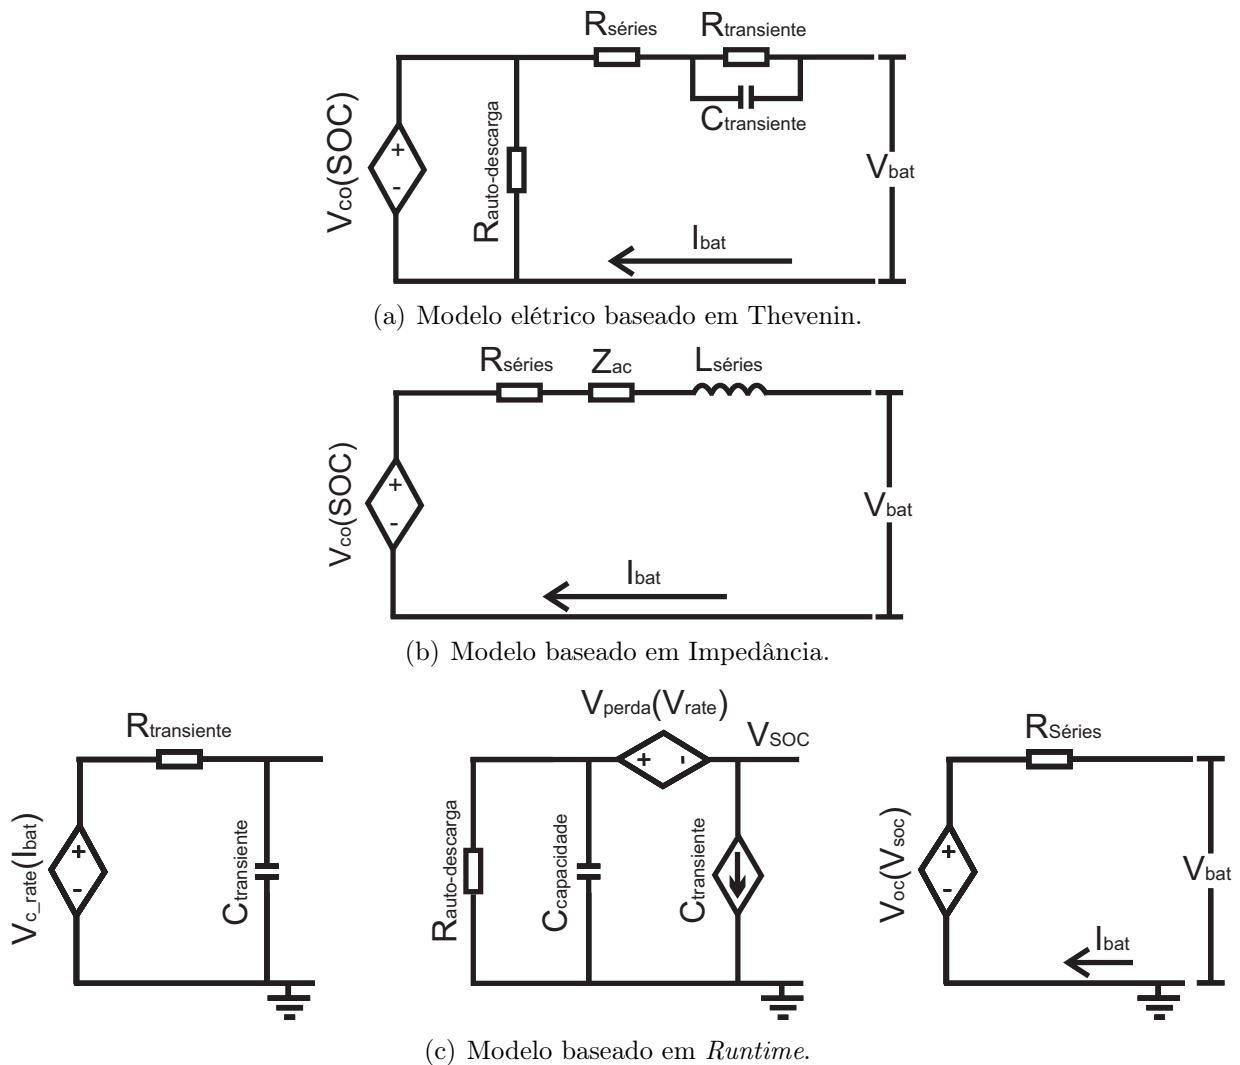 Rséries
Rtransiente
Ctransiente
Vco(SOC)
+
-
Rauto-descarga
Vbat
Ibat
(a) Modelo elétrico baseado em Thevenin.
Rséries
Zac
Lséries
Vco(SOC)
+
-
Vbat
Ibat
(b) Modelo baseado em Impedância.
Rtransiente
Vc_rate(Ibat)
+
-
Ctransiente
Vperda(Vrate)
+ -
VSOC
Rauto-descarga
Ccapacidade
Ctransiente
RSéries
Voc(Vsoc)
+
-
Vbat
Ibat
(c) Modelo baseado em Runtime.